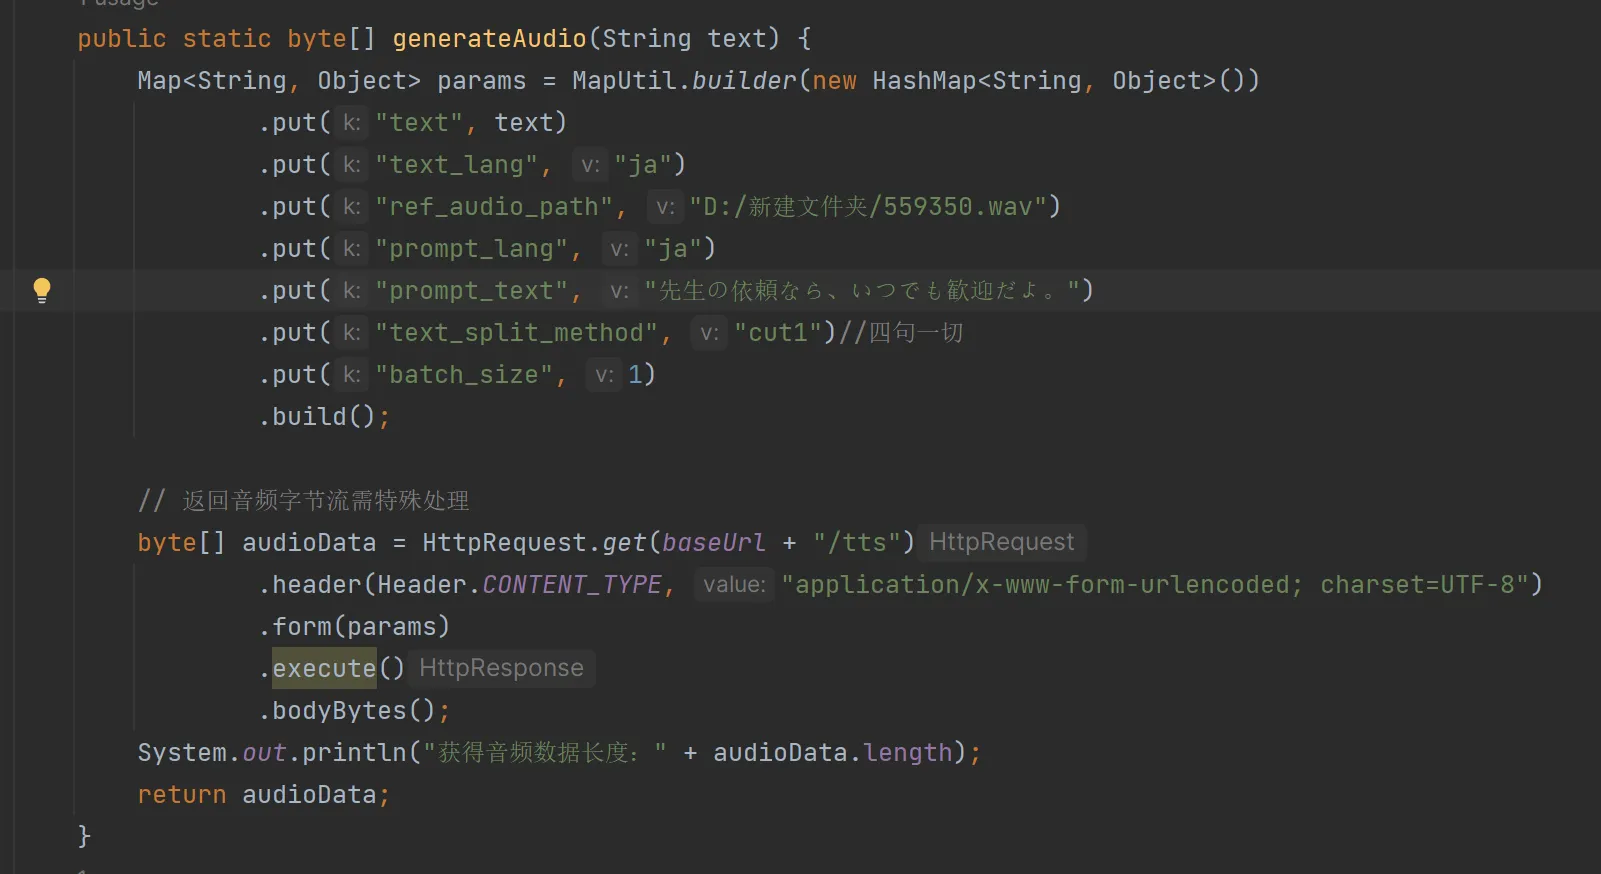 usage
public static byte[] generateAudio(String text) {
Map<String, Object> params = MapUtil.builder(new HashMap<String, Object>())
.put( k: "text", text)
.put( k: "text_lang", v: "ja")
.put( k: "ref_audio_path", v: "D:/新建文件夹/559350.wav")
.put( k: "prompt_lang", v: "ja")
.put( k: "prompt_text", v: "先生の依頼なら、いつでも歓迎だよ。")
.put( k: "text_split_method", v: "cut1")//四句一切
.put( k: "batch_size", v: 1)
.build();
// 返回音频字节流需特殊处理
byte[] audioData = HttpRequest.get(baseUrl + "/tts") HttpRequest
.header(Header.CONTENT_TYPE, value: "application/x-www-form-urlencoded; charset=UTF-8")
.form(params)
.execute() HttpResponse
.bodyBytes();
System.out.println("获得音频数据长度：" + audioData.length);
return audioData;
}